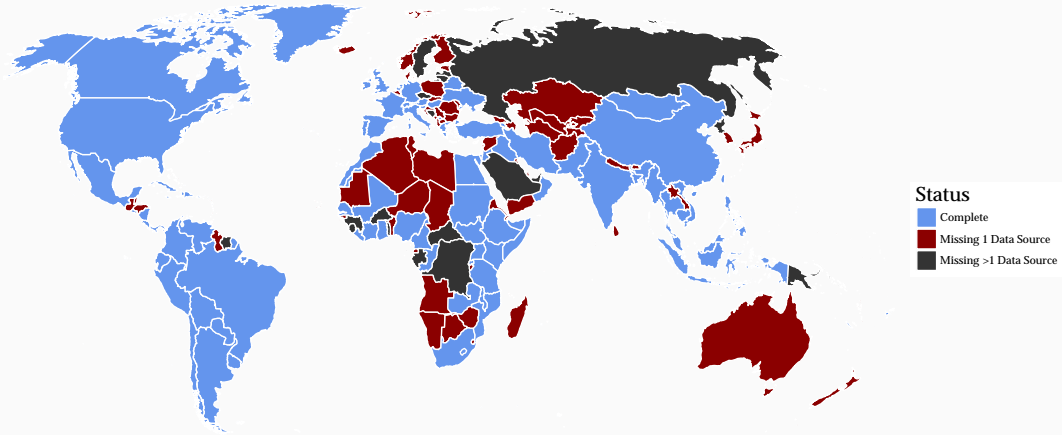 Status
Complete
Missing 1 Data Source
Missing >1 Data Source